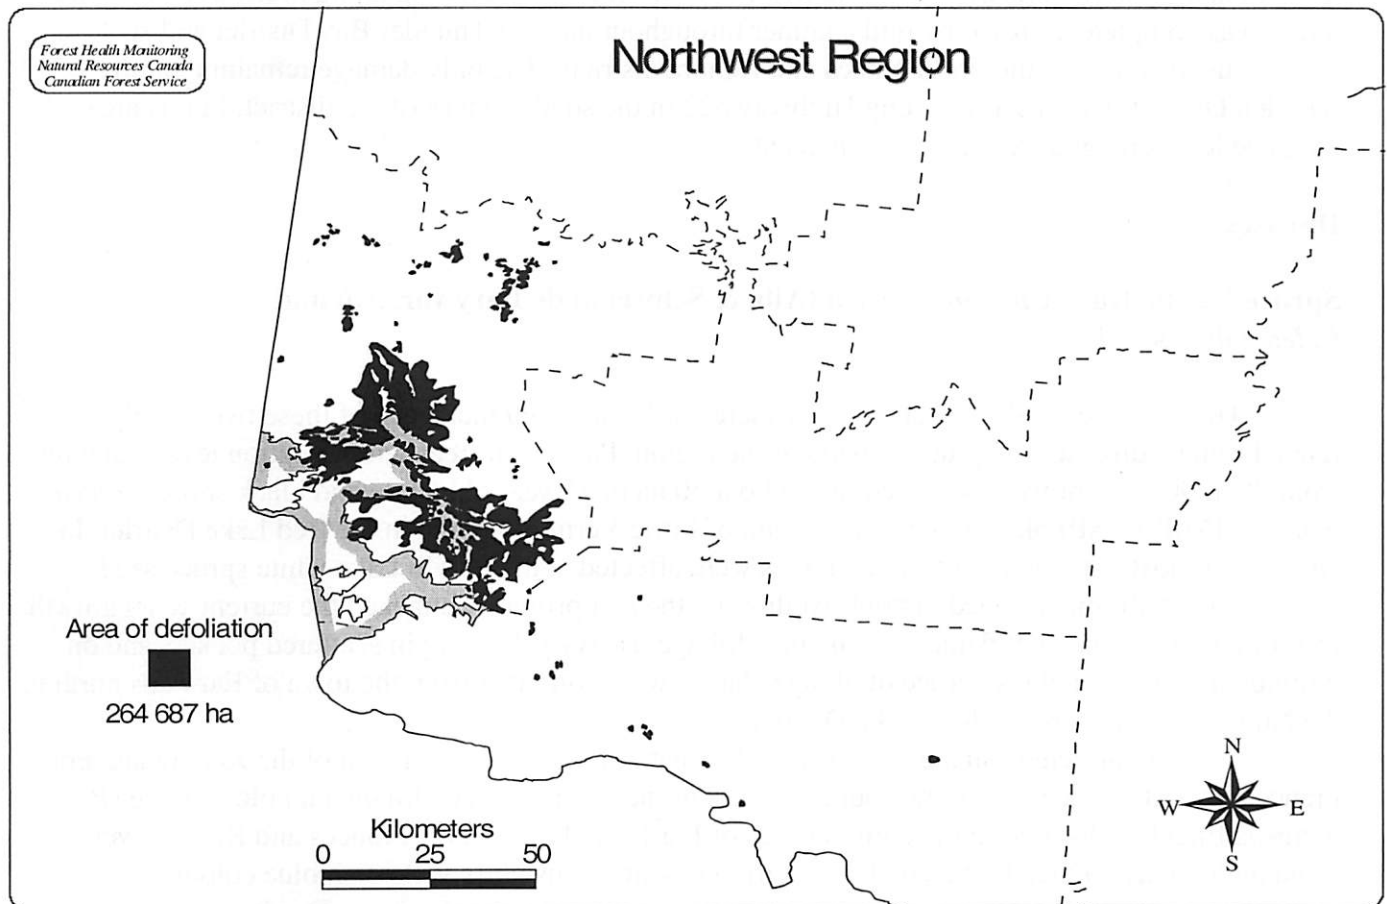 Forest Health Monitoring
Natural Resources Canada
Canadian Forest Service
Northwest Region
Area of defoliation
264 687 ha
Kilometers
0 25 50
N
W E
S